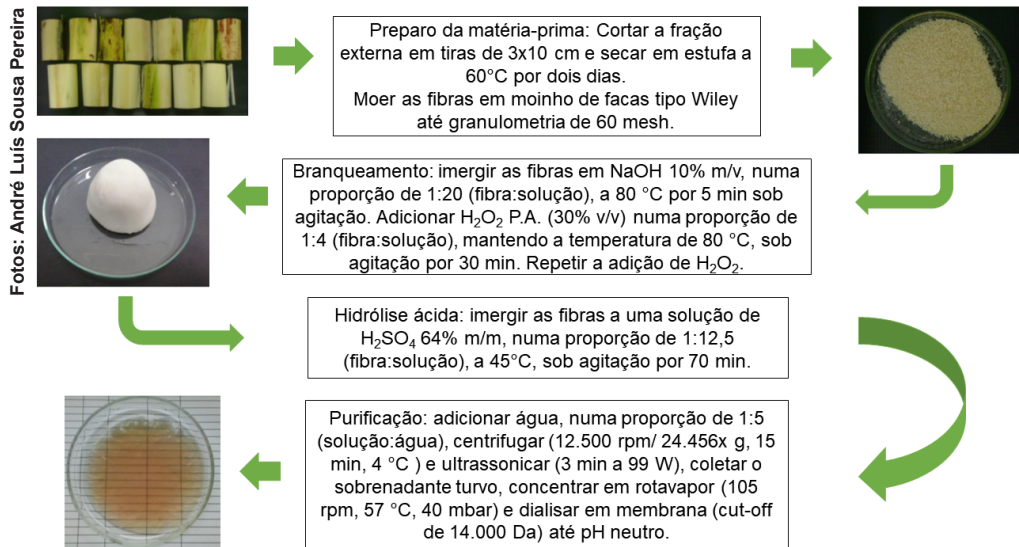 Fotos: André Luís Sousa Pereira
Preparo da matéria-prima: Cortar a fração
externa em tiras de 3x10 cm e secar em estufa a
60°C por dois dias.
Moer as fibras em moinho de facas tipo Wiley
até granulometria de 60 mesh.
Branqueamento: imergir as fibras em NaOH 10% m/v, numa
proporção de 1:20 (fibra:solução), a 80 °C por 5 min sob
agitação. Adicionar H₂O₂ P.A. (30% v/v) numa proporção de
1:4 (fibra:solução), mantendo a temperatura de 80 °C, sob
agitação por 30 min. Repetir a adição de H₂O₂.
Hidrólise ácida: imergir as fibras a uma solução de
H₂SO₄ 64% m/m, numa proporção de 1:12,5
(fibra:solução), a 45°C, sob agitação por 70 min.
Purificação: adicionar água, numa proporção de 1:5
(solução:água), centrifugar (12.500 rpm/ 24.456x g, 15
min, 4 °C ) e ultrassonicar (3 min a 99 W), coletar o
sobrenadante turvo, concentrar em rotavapor (105
rpm, 57 °C, 40 mbar) e dialisar em membrana (cut-off
de 14.000 Da) até pH neutro.